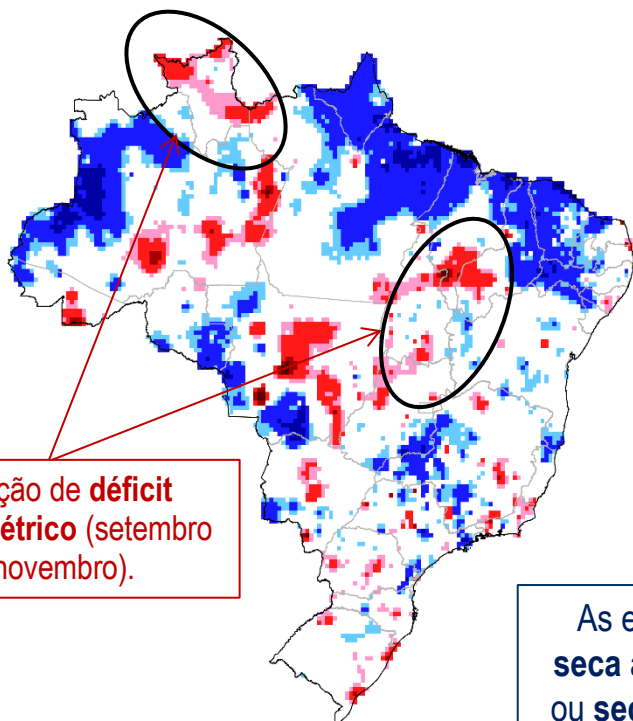 ção de déficit
étrico (setembro
novembro).
As e
seca a
ou sec